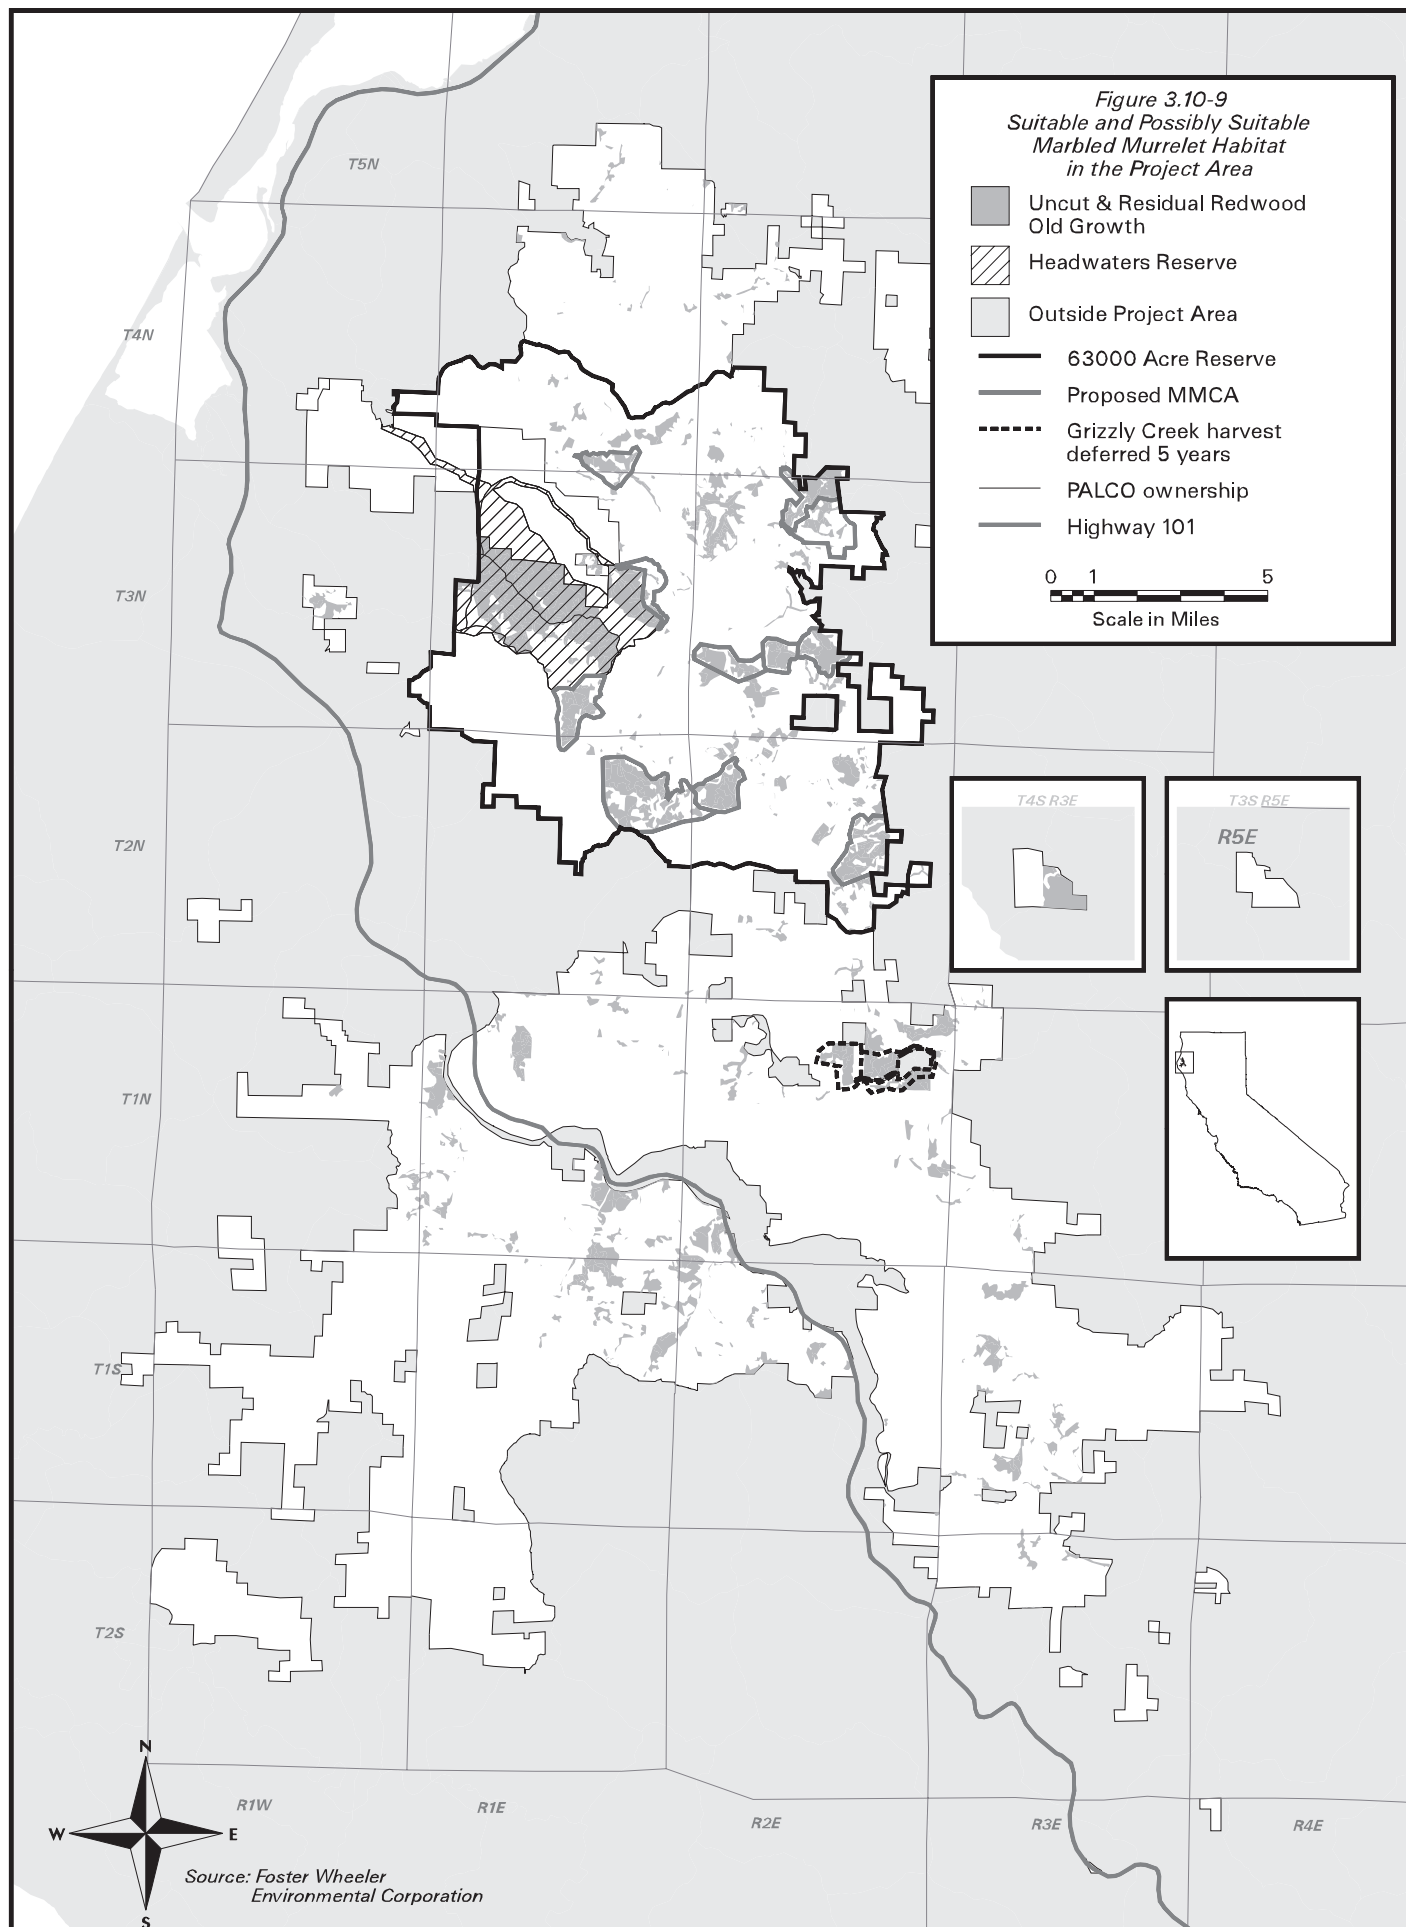 Figure 3.10-9
Suitable and Possibly Suitable
Marbled Murrelet Habitat
in the Project Area
Uncut & Residual Redwood
Old Growth
Headwaters Reserve
Outside Project Area
63000 Acre Reserve
Proposed MMCA
Grizzly Creek harvest
deferred 5 years
PALCO ownership
Highway 101
0 1 5
Scale in Miles
T5N
T4N
T3N
T2N
T4S R3E
T3S R5E
R5E
T1N
T1S
T2S
N
W E
S
R1W
R1E
R2E
R3E
R4E
Source: Foster Wheeler
Environmental Corporation